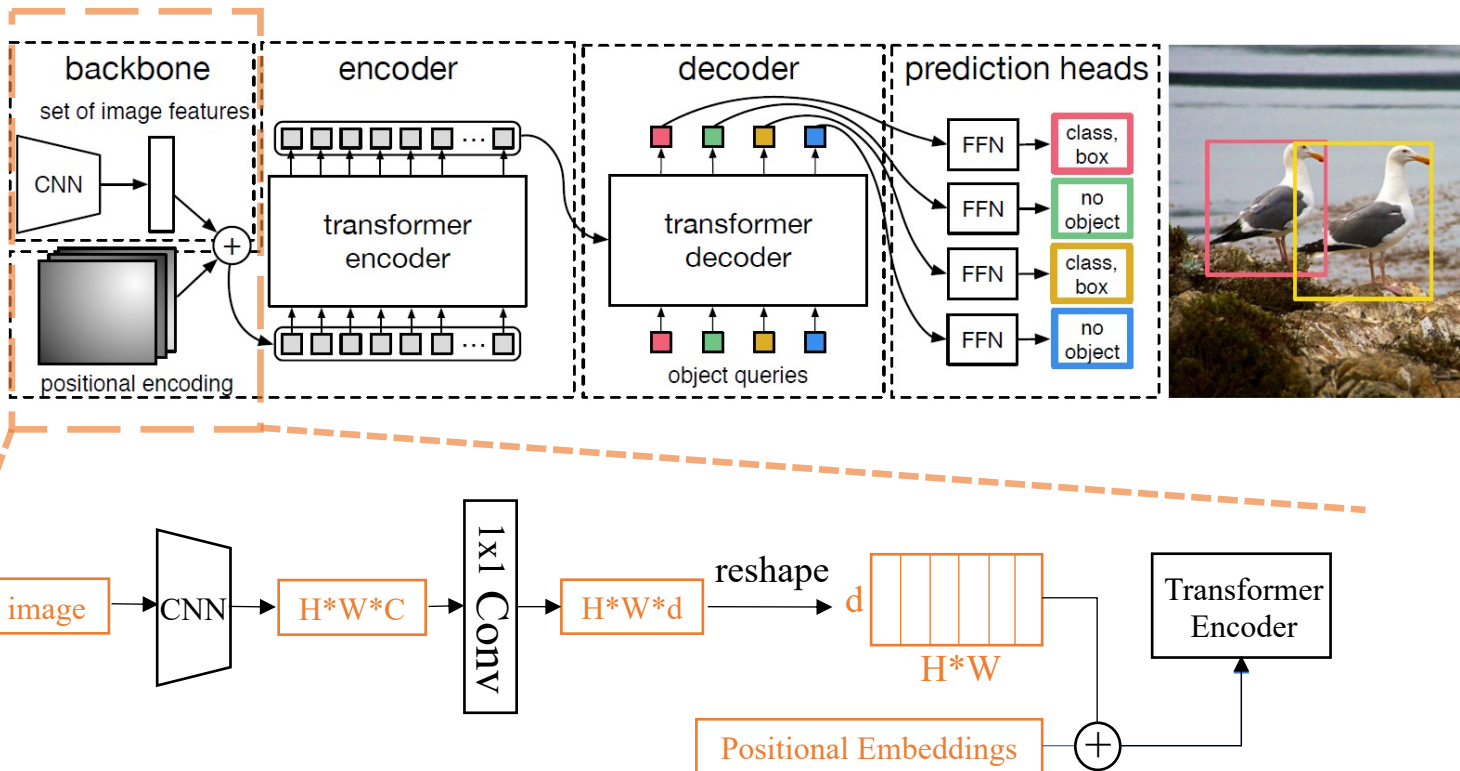 backbone
set of image features
CNN
+
positional encoding
encoder
...
transformer
encoder
...
decoder
transformer
decoder
object queries
prediction heads
FFN
class,
box
FFN
no
object
FFN
class,
box
FFN
no
object
image
CNN
H*W*C
1x1 Conv
H*W*d
reshape
d
H*W
Transformer
Encoder
Positional Embeddings
+